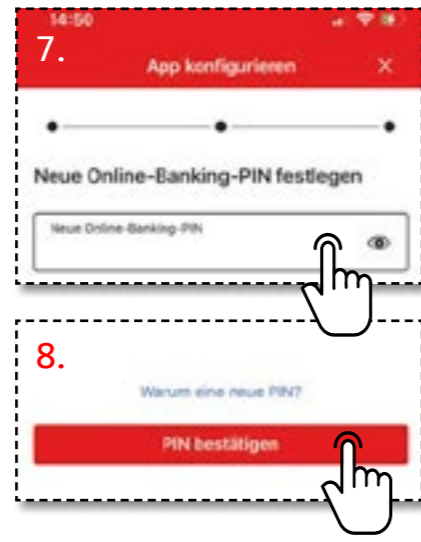 14:50
7.
App konfigurieren
Neue Online-Banking-PIN festlegen
Neue Online-Banking-PIN
8.
Warum eine neue PIN?
PIN bestätigen